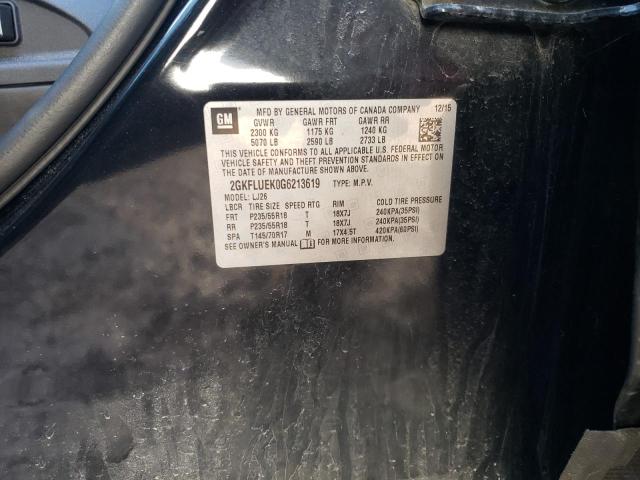 GM MFD BY GENERAL MOTORS OF CANADA COMPANY 12/15
GVWR GAWR FRT GAWR RR
2300 KG 1175 KG 1240 KG
5070 LB 2590 LB 2733 LB
THIS VEHICLE CONFORMS TO ALL APPLICABLE U.S. FEDERAL MOTOR
VEHICLE SAFETY AND THEFT PREVENTION STANDARDS IN EFFECT ON
THE DATE OF MANUFACTURE SHOWN ABOVE.
2GKFLUEK0G6213619 TYPE: M.P.V.
MODEL: LJ26
LBCR TIRE SIZE SPEED RTG RIM COLD TIRE PRESSURE
FRT P235/55R18 T 18X7J 240KPA(35PSI)
RR P235/55R18 T 18X7J 240KPA(35PSI)
SPA T145/70R17 M 17X4.5T 420KPA(60PSI)
SEE OWNER'S MANUAL FOR MORE INFORMATION.